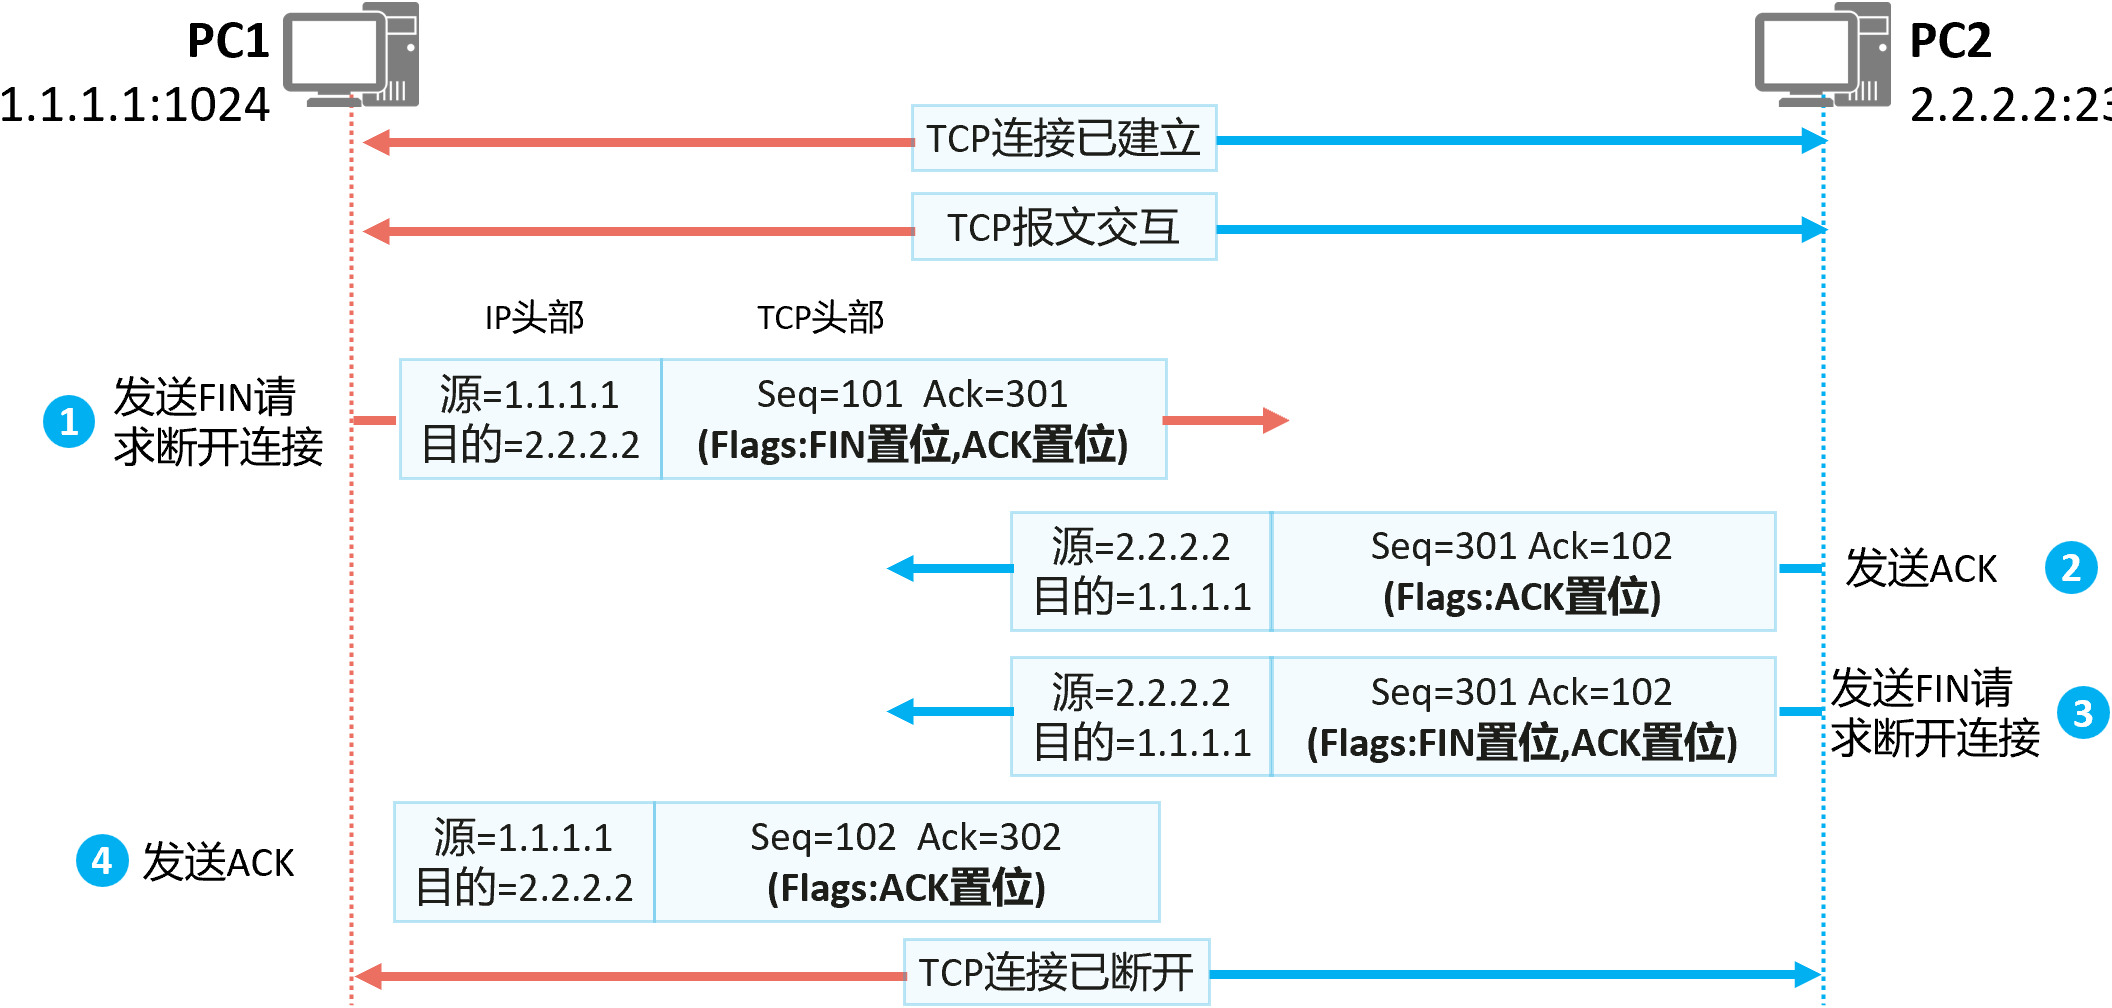 PC1
1.1.1.1:1024
PC2
2.2.2.2:23
TCP连接已建立
TCP报文交互
IP头部
TCP头部
1
发送FIN请
求断开连接
源=1.1.1.1
目的=2.2.2.2
Seq=101 Ack=301
(Flags:FIN置位,ACK置位)
源=2.2.2.2
目的=1.1.1.1
Seq=301 Ack=102
(Flags:ACK置位)
发送ACK
2
源=2.2.2.2
目的=1.1.1.1
Seq=301 Ack=102
(Flags:FIN置位,ACK置位)
发送FIN请
求断开连接
3
4
发送ACK
源=1.1.1.1
目的=2.2.2.2
Seq=102 Ack=302
(Flags:ACK置位)
TCP连接已断开